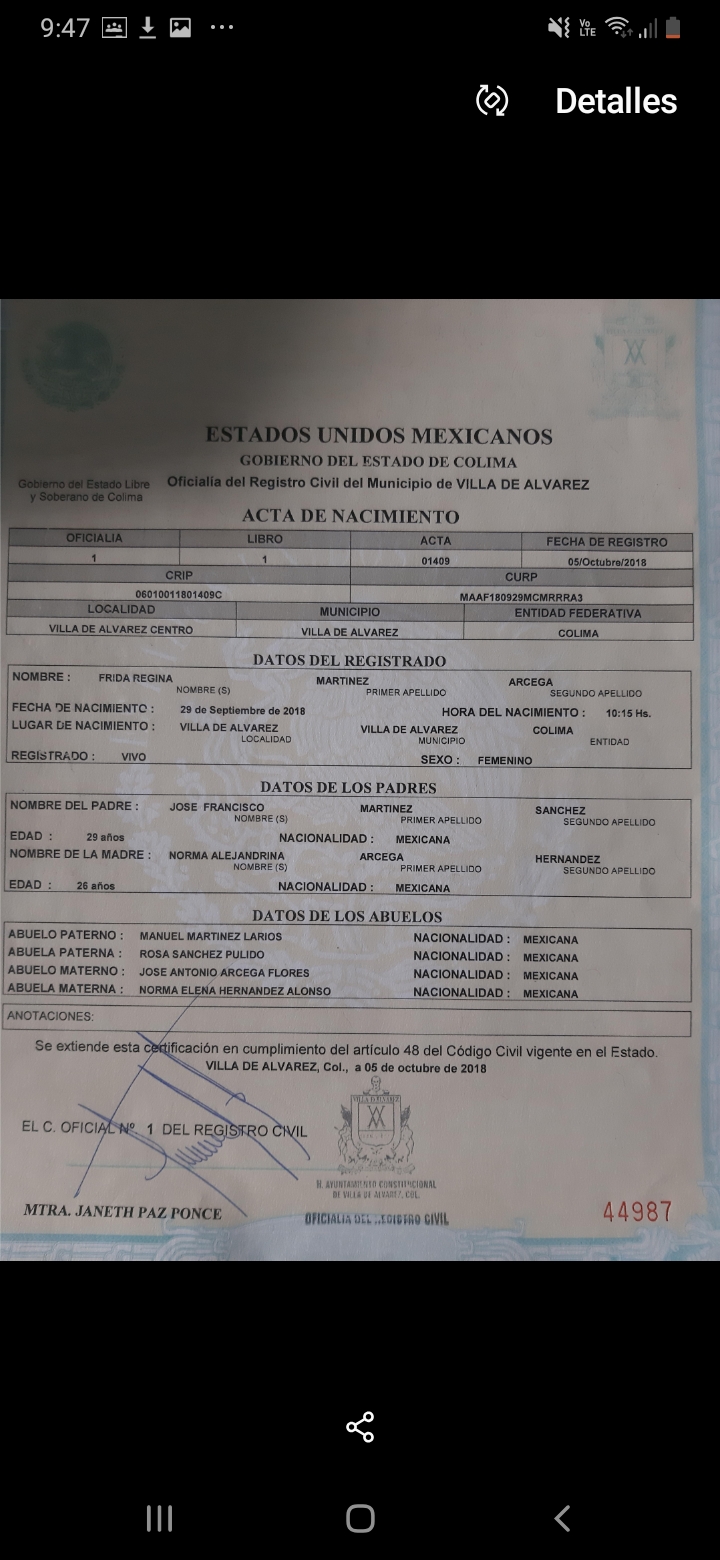 9:47
Vo LTE
Detalles
ESTADOS UNIDOS MEXICANOS
GOBIERNO DEL ESTADO DE COLIMA
Gobierno del Estado Libre
y Soberano de Colima
Oficialía del Registro Civil del Municipio de VILLA DE ALVAREZ
ACTA DE NACIMIENTO
OFICIALIA LIBRO ACTA FECHA DE REGISTRO
1 1 01409 05/Octubre/2018
CRIP CURP
06010011801409C MAAF180929MCMRRRA3
LOCALIDAD MUNICIPIO ENTIDAD FEDERATIVA
VILLA DE ALVAREZ CENTRO VILLA DE ALVAREZ COLIMA
DATOS DEL REGISTRADO
NOMBRE : FRIDA REGINA MARTINEZ ARCEGA
NOMBRE (S) PRIMER APELLIDO SEGUNDO APELLIDO
FECHA DE NACIMIENTO : 29 de Septiembre de 2018 HORA DEL NACIMIENTO : 10:15 Hs.
LUGAR DE NACIMIENTO : VILLA DE ALVAREZ VILLA DE ALVAREZ COLIMA
LOCALIDAD MUNICIPIO ENTIDAD
REGISTRADO : VIVO SEXO : FEMENINO
DATOS DE LOS PADRES
NOMBRE DEL PADRE : JOSE FRANCISCO MARTINEZ SANCHEZ
NOMBRE (S) PRIMER APELLIDO SEGUNDO APELLIDO
EDAD : 29 años NACIONALIDAD : MEXICANA
NOMBRE DE LA MADRE : NORMA ALEJANDRINA ARCEGA HERNANDEZ
NOMBRE (S) PRIMER APELLIDO SEGUNDO APELLIDO
EDAD : 26 años NACIONALIDAD : MEXICANA
DATOS DE LOS ABUELOS
ABUELO PATERNO : MANUEL MARTINEZ LARIOS NACIONALIDAD : MEXICANA
ABUELA PATERNA : ROSA SANCHEZ PULIDO NACIONALIDAD : MEXICANA
ABUELO MATERNO : JOSE ANTONIO ARCEGA FLORES NACIONALIDAD : MEXICANA
ABUELA MATERNA : NORMA ELENA HERNANDEZ ALONSO NACIONALIDAD : MEXICANA
ANOTACIONES:
Se extiende esta certificación en cumplimiento del artículo 48 del Código Civil vigente en el Estado.
VILLA DE ALVAREZ, Col., a 05 de octubre de 2018
EL C. OFICIAL Nº. 1 DEL REGISTRO CIVIL
H. AYUNTAMIENTO CONSTITUCIONAL
DE VILLA DE ALVAREZ, COL.
MTRA. JANETH PAZ PONCE
OFICIALIA DEL REGISTRO CIVIL
44987